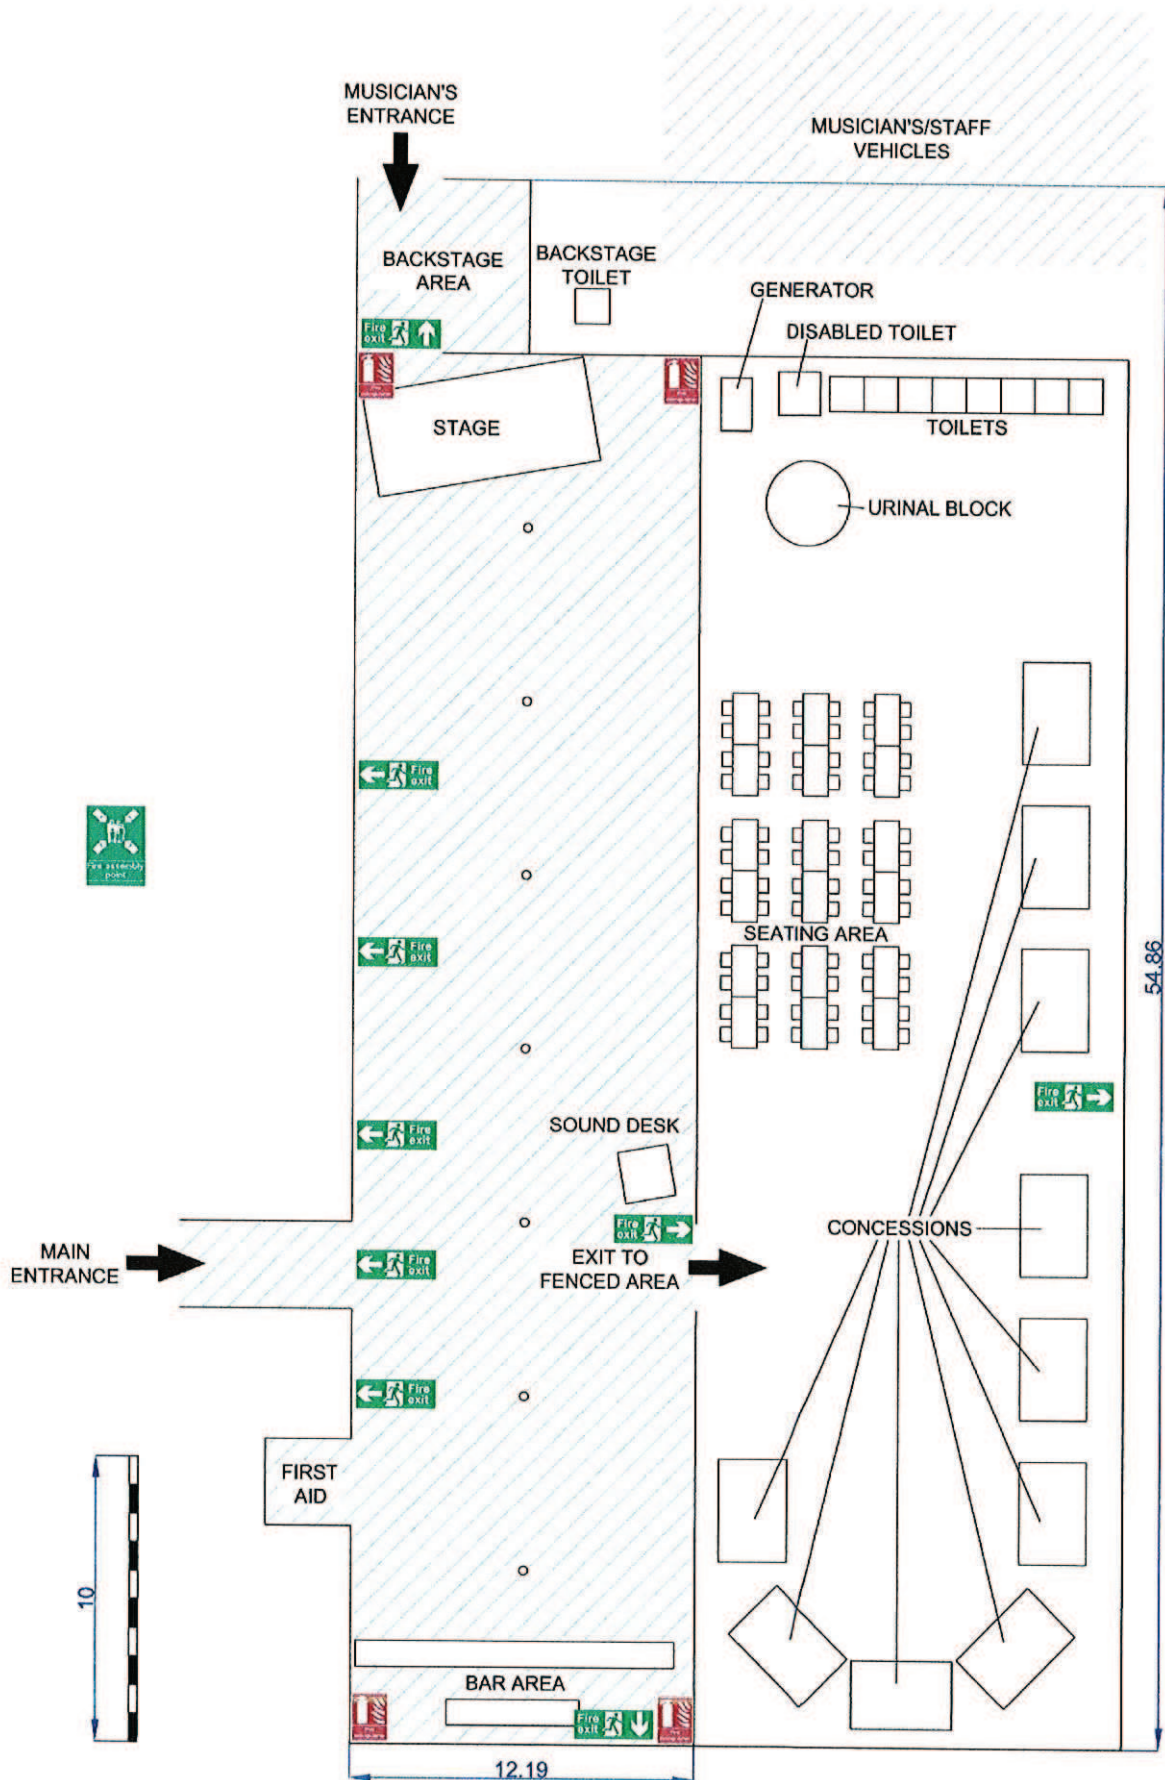 MUSICIAN'S
ENTRANCE
MUSICIAN'S/STAFF
VEHICLES
BACKSTAGE
AREA
BACKSTAGE
TOILET
GENERATOR
DISABLED TOILET
Fire
exit
STAGE
TOILETS
URINAL BLOCK
Fire
exit
Fire assembly
point
SEATING AREA
Fire
exit
54.86
Fire
exit
SOUND DESK
Fire
exit
Fire
exit
CONCESSIONS
MAIN
ENTRANCE
Fire
exit
EXIT TO
FENCED AREA
Fire
exit
FIRST
AID
10
BAR AREA
Fire
exit
12.19